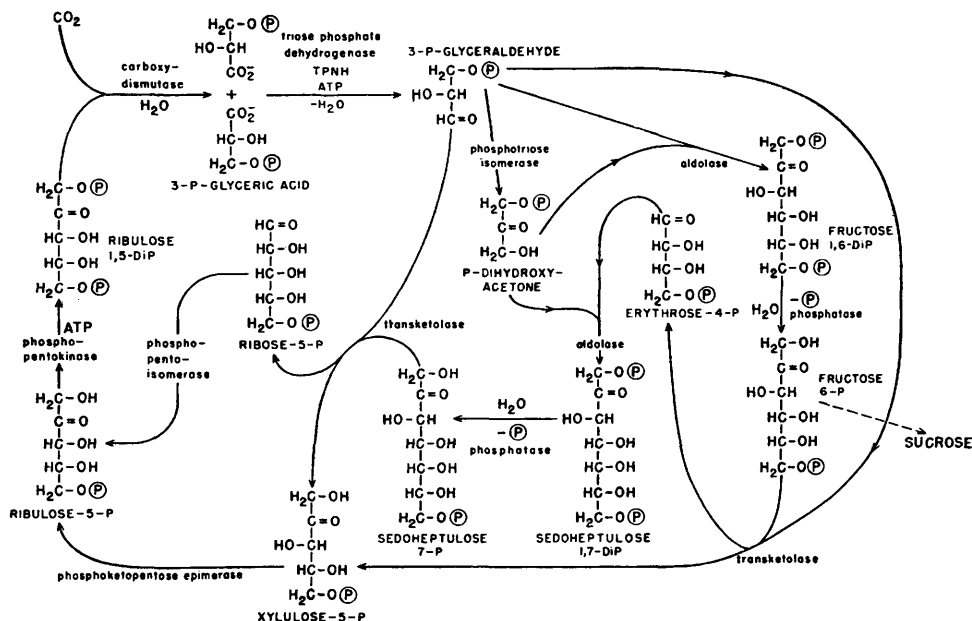 CO2
H2C–O Ⓟ
HO–CH
CO2−
+
CO2−
HC–OH
H2C–O Ⓟ
3-P-GLYCERIC ACID
carboxy-
dismutase
H2O
triose phosphate
dehydrogenase
TPNH
ATP
–H2O
3-P-GLYCERALDEHYDE
H2C–O Ⓟ
HO–CH
HC=O
phosphotriose
isomerase
H2C–O Ⓟ
C=O
H2C–OH
P-DIHYDROXY-
ACETONE
aldolase
H2C–O Ⓟ
C=O
HO–CH
HC–OH
HC–OH
H2C–O Ⓟ
FRUCTOSE
1,6-DiP
H2O
–Ⓟ
phosphatase
H2C–OH
C=O
HO–CH
HC–OH
HC–OH
H2C–O Ⓟ
FRUCTOSE
6-P
SUCROSE
HC=O
HC–OH
HC–OH
H2C–O Ⓟ
ERYTHROSE-4-P
aldolase
H2C–O Ⓟ
C=O
HO–CH
HC–OH
HC–OH
HC–OH
H2C–O Ⓟ
SEDOHEPTULOSE
1,7-DiP
H2O
–Ⓟ
phosphatase
H2C–OH
C=O
HO–CH
HC–OH
HC–OH
HC–OH
H2C–O Ⓟ
SEDOHEPTULOSE
7-P
transketolase
transketolase
HC=O
HC–OH
HC–OH
HC–OH
H2C–O Ⓟ
RIBOSE-5-P
phospho-
pento-
isomerase
H2C–OH
C=O
HO–CH
HC–OH
H2C–O Ⓟ
XYLULOSE-5-P
phosphoketopentose epimerase
H2C–OH
C=O
HC–OH
HC–OH
H2C–O Ⓟ
RIBULOSE-5-P
ATP
phospho-
pentokinase
H2C–O Ⓟ
C=O
HC–OH
HC–OH
H2C–O Ⓟ
RIBULOSE
1,5-DiP